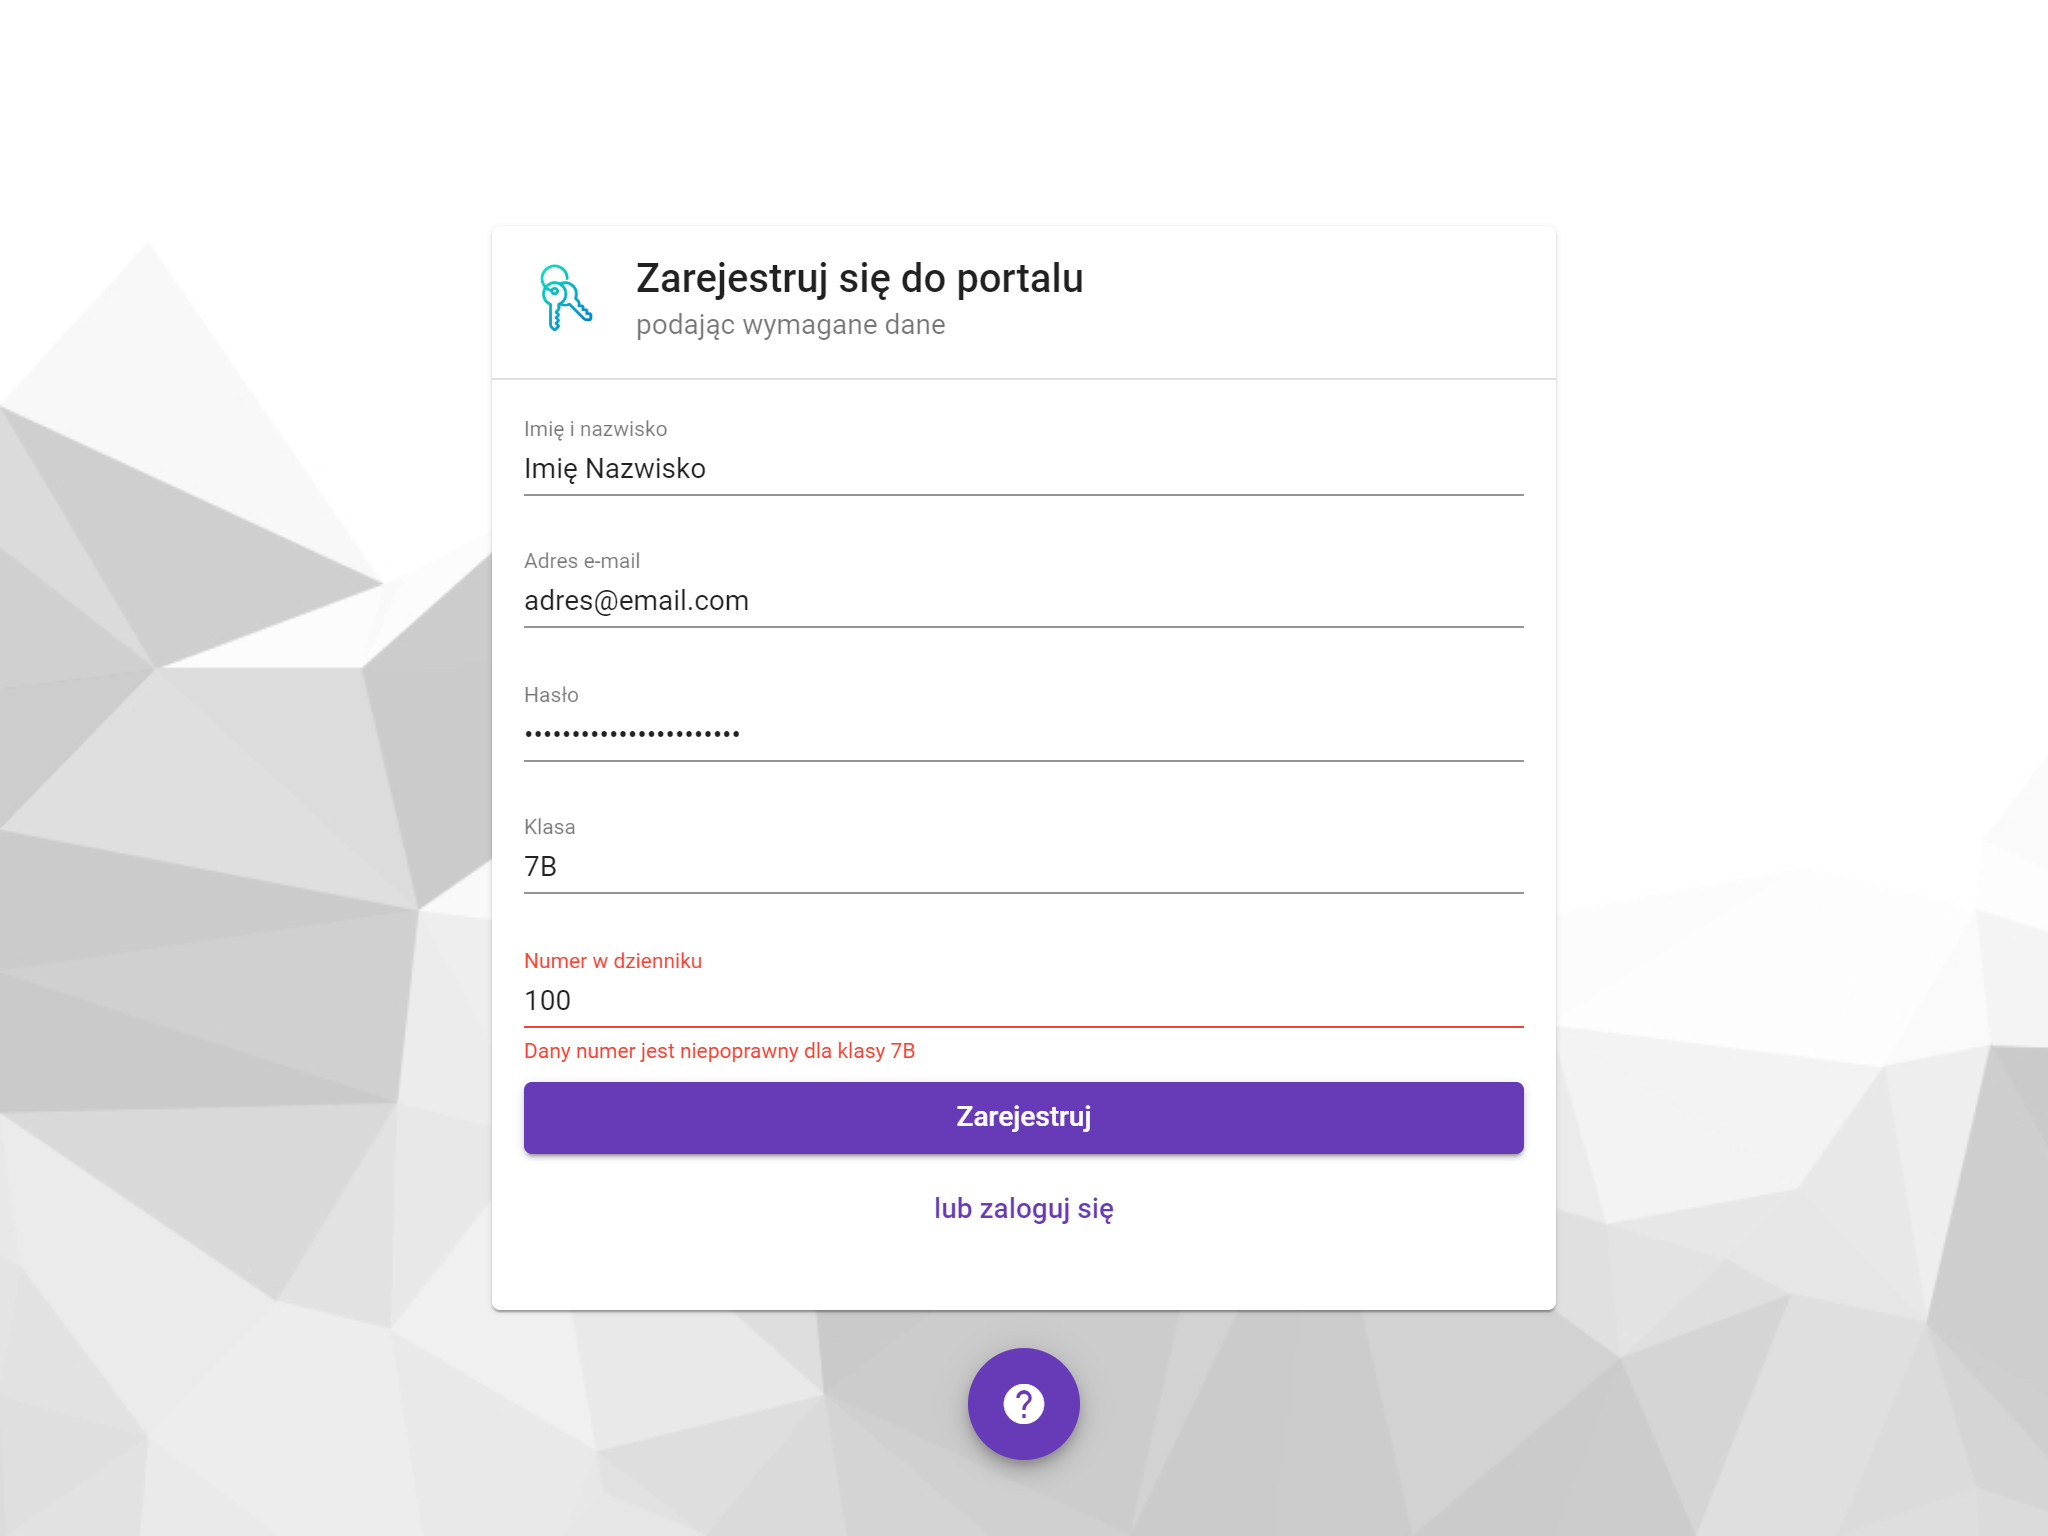 Zarejestruj się do portalu
podając wymagane dane
Imię i nazwisko
Imię Nazwisko
Adres e-mail
adres@email.com
Hasło
•••••••••••••••••••••••
Klasa
7B
Numer w dzienniku
100
Dany numer jest niepoprawny dla klasy 7B
Zarejestruj
lub zaloguj się
?